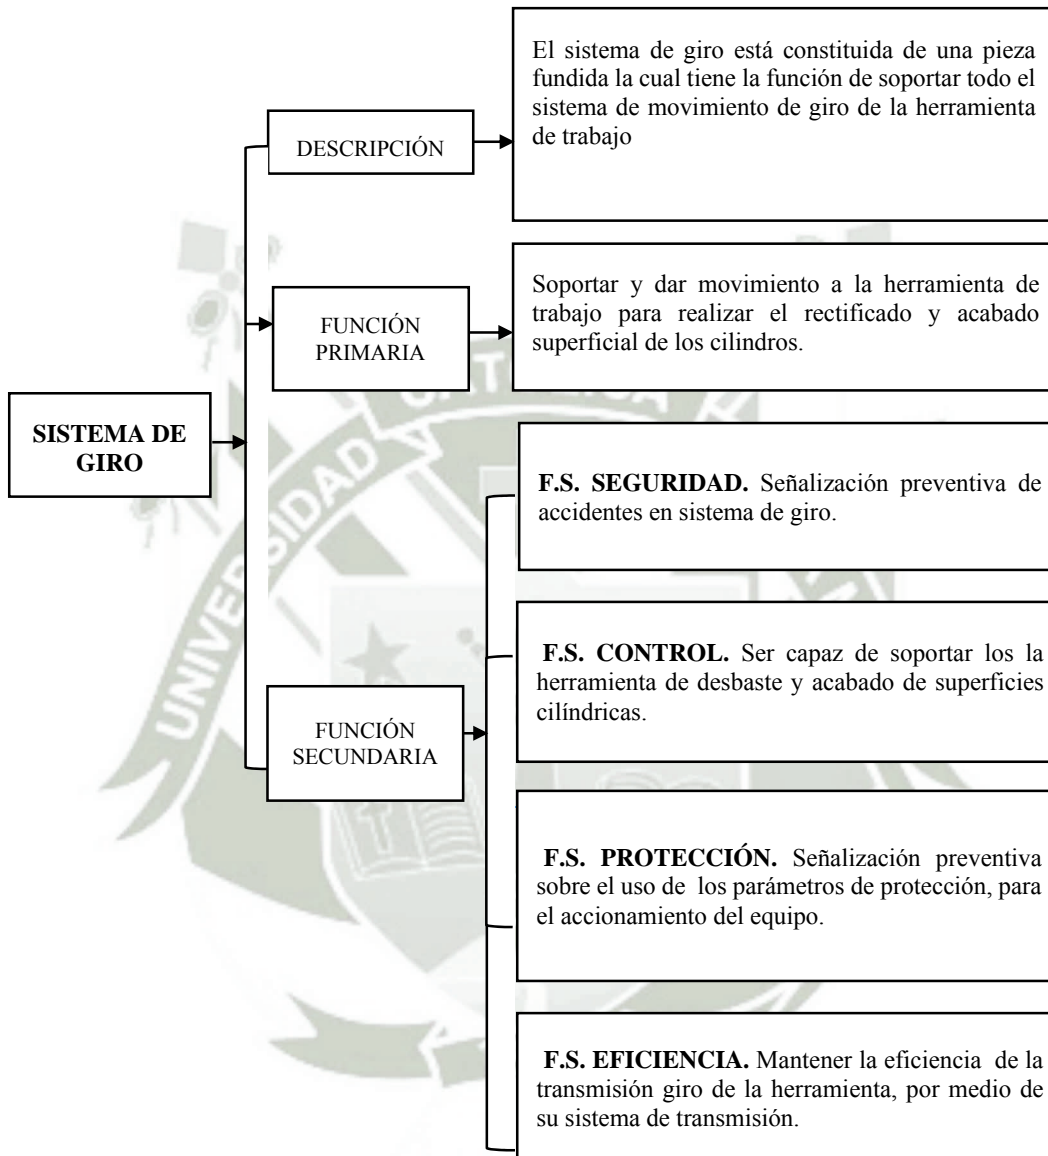 El sistema de giro está constituida de una pieza
fundida la cual tiene la función de soportar todo el
sistema de movimiento de giro de la herramienta
de trabajo
DESCRIPCIÓN
Soportar y dar movimiento a la herramienta de
trabajo para realizar el rectificado y acabado
superficial de los cilindros.
FUNCIÓN
PRIMARIA
SISTEMA DE
GIRO
F.S. SEGURIDAD. Señalización preventiva de
accidentes en sistema de giro.
F.S. CONTROL. Ser capaz de soportar los la
herramienta de desbaste y acabado de superficies
cilíndricas.
FUNCIÓN
SECUNDARIA
F.S. PROTECCIÓN. Señalización preventiva
sobre el uso de los parámetros de protección, para
el accionamiento del equipo.
F.S. EFICIENCIA. Mantener la eficiencia de la
transmisión giro de la herramienta, por medio de
su sistema de transmisión.
UNIVERSIDAD